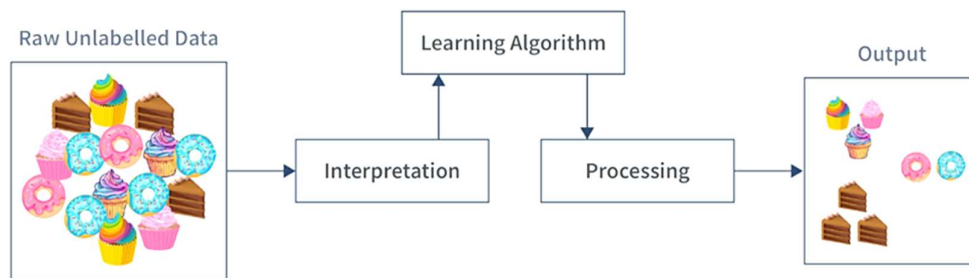 Raw Unlabelled Data
Learning Algorithm
Output
Interpretation
Processing